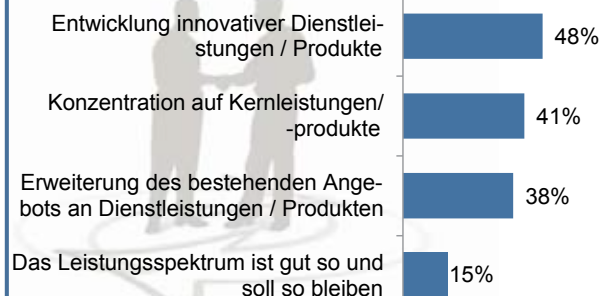 Entwicklung innovativer Dienstlei-
stungen / Produkte
48%
Konzentration auf Kernleistungen/
-produkte
41%
Erweiterung des bestehenden Ange-
bots an Dienstleistungen / Produkten
38%
Das Leistungsspektrum ist gut so und
soll so bleiben
15%